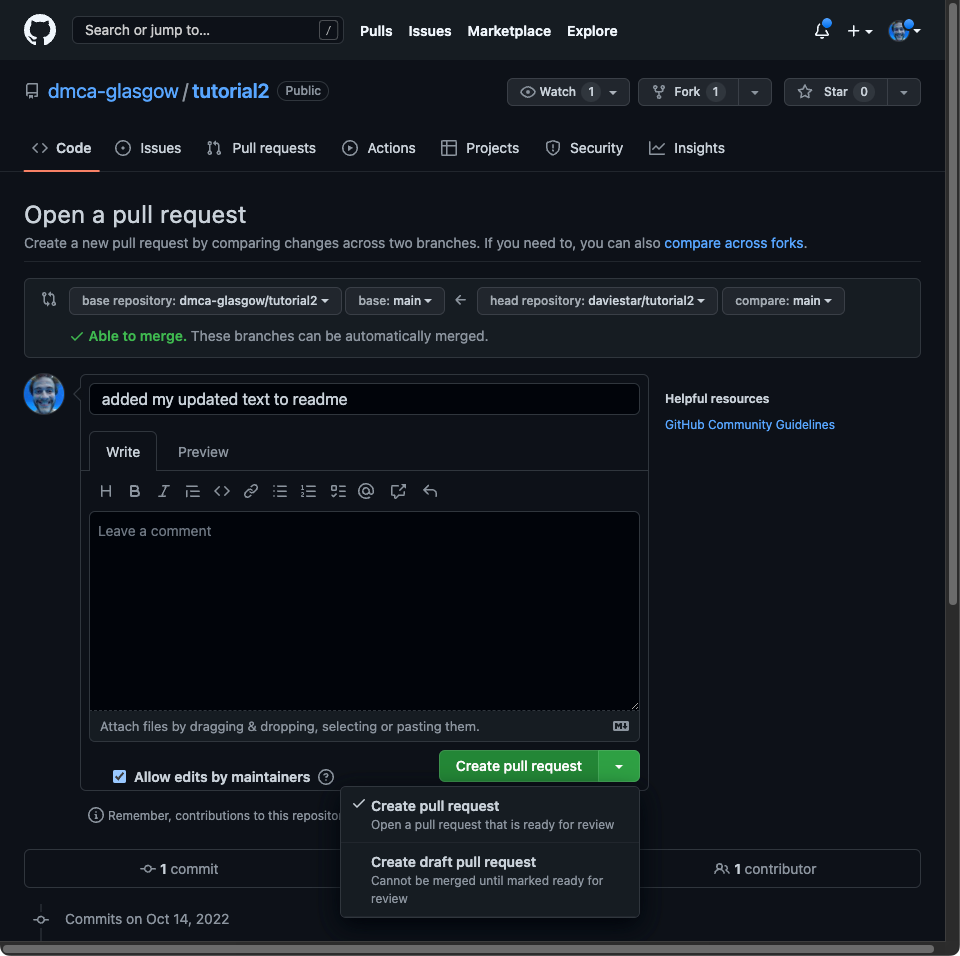 Search or jump to... /
Pulls Issues Marketplace Explore
dmca-glasgow / tutorial2 Public
Watch 1 Fork 1 Star 0
Code Issues Pull requests Actions Projects Security Insights
Open a pull request
Create a new pull request by comparing changes across two branches. If you need to, you can also compare across forks.
base repository: dmca-glasgow/tutorial2 base: main ← head repository: daviestar/tutorial2 compare: main
Able to merge. These branches can be automatically merged.
added my updated text to readme
Helpful resources
GitHub Community Guidelines
Write Preview
Leave a comment
Attach files by dragging & dropping, selecting or pasting them.
Allow edits by maintainers ?
Create pull request
Create pull request
Open a pull request that is ready for review
Create draft pull request
Cannot be merged until marked ready for
review
Remember, contributions to this reposito
1 commit
1 contributor
Commits on Oct 14, 2022